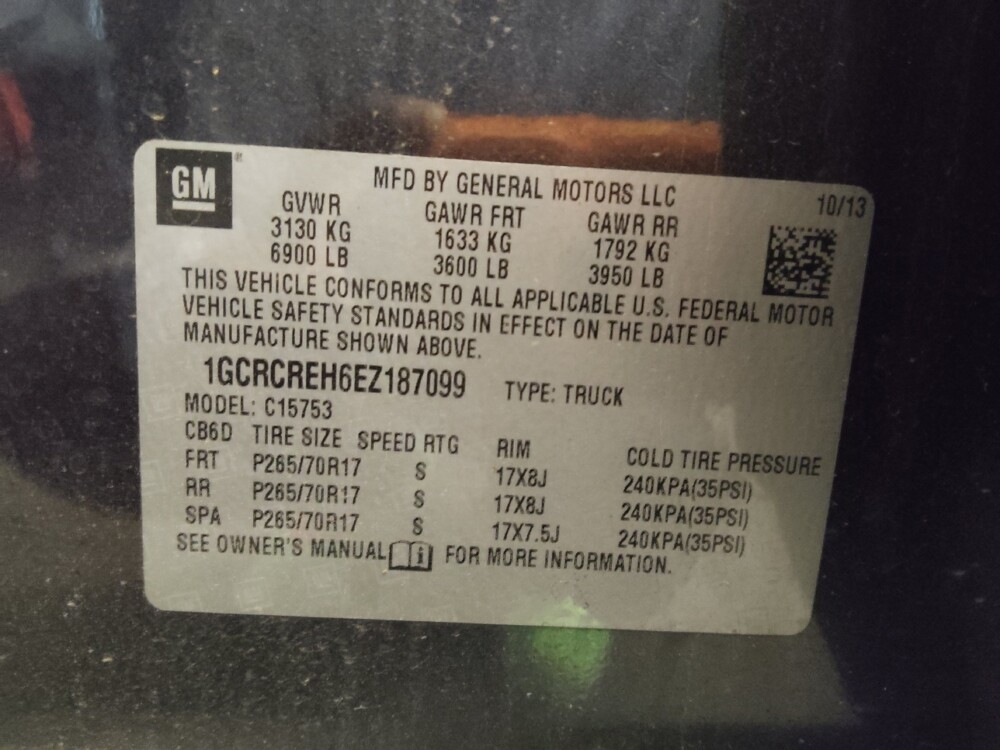 GM
MFD BY GENERAL MOTORS LLC
10/13
GVWR GAWR FRT GAWR RR
3130 KG 1633 KG 1792 KG
6900 LB 3600 LB 3950 LB
THIS VEHICLE CONFORMS TO ALL APPLICABLE U.S. FEDERAL MOTOR
VEHICLE SAFETY STANDARDS IN EFFECT ON THE DATE OF
MANUFACTURE SHOWN ABOVE.
1GCRCREH6EZ187099 TYPE: TRUCK
MODEL: C15753
CB6D TIRE SIZE SPEED RTG RIM COLD TIRE PRESSURE
FRT P265/70R17 S 17X8J 240KPA(35PSI)
RR P265/70R17 S 17X8J 240KPA(35PSI)
SPA P265/70R17 S 17X7.5J 240KPA(35PSI)
SEE OWNER'S MANUAL i FOR MORE INFORMATION.